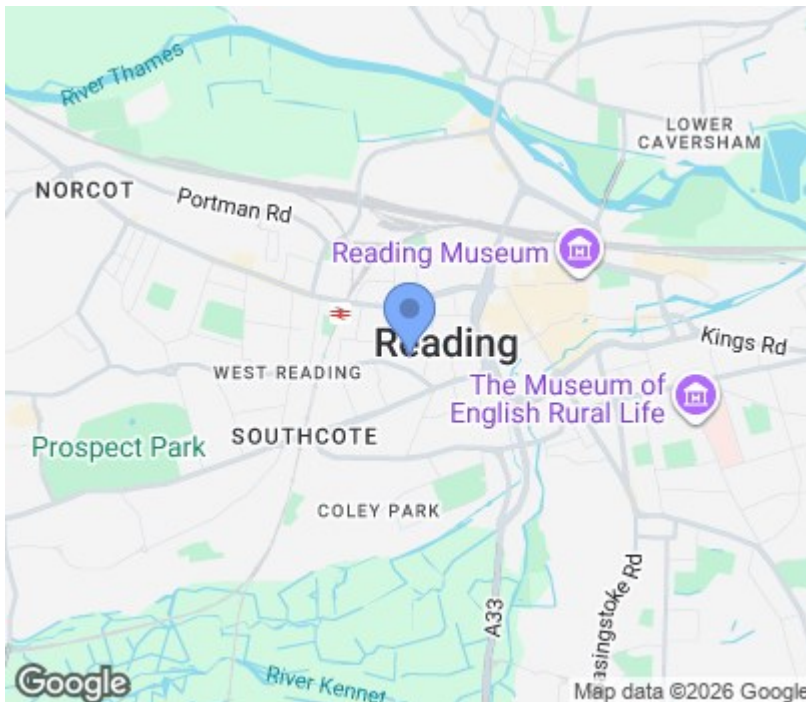 River Thames
LOWER
CAVERSHAM
NORCOT
Portman Rd
Reading Museum
Reading
Kings Rd
WEST READING
The Museum of
English Rural Life
SOUTHCOTE
Prospect Park
COLEY PARK
A33
asingstoke Rd
River Kennet
Google
Map data ©2026 Google